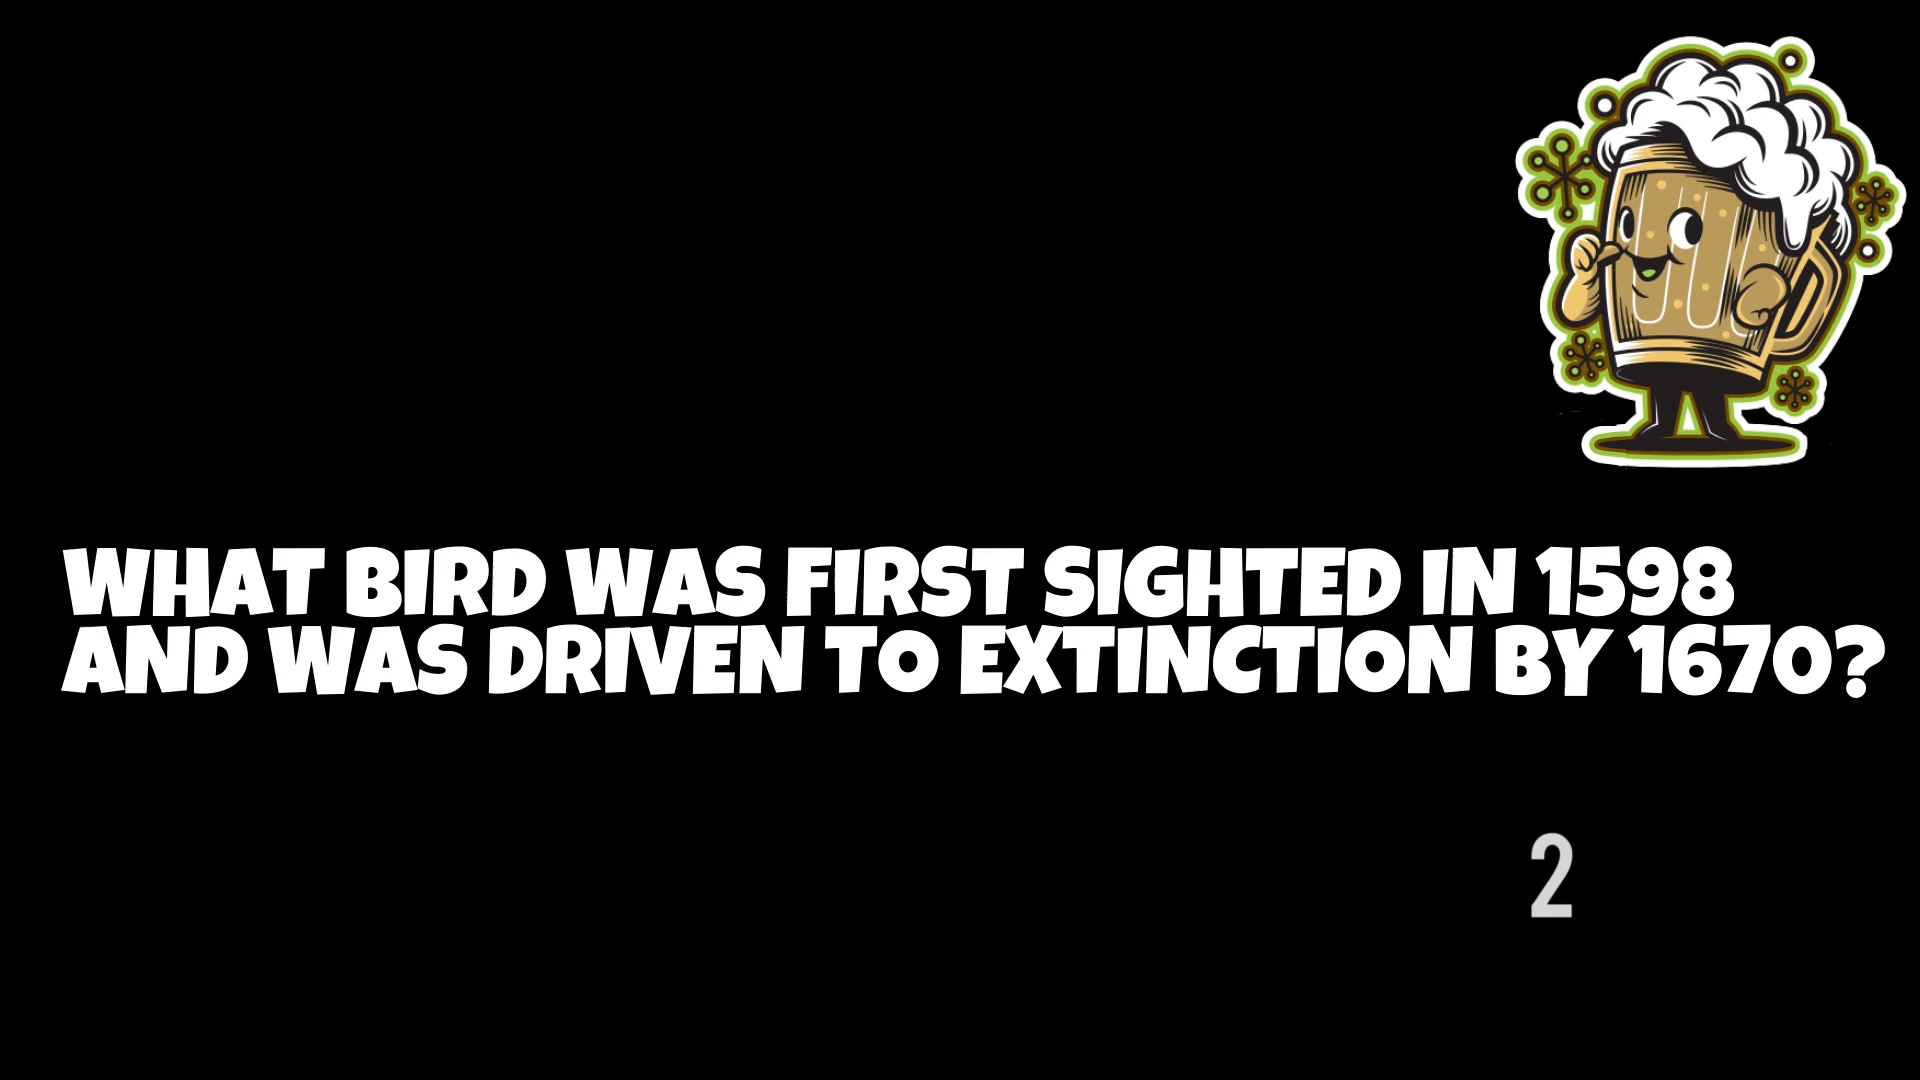 WHAT BIRD WAS FIRST SIGHTED IN 1598
AND WAS DRIVEN TO EXTINCTION BY 1670?
2